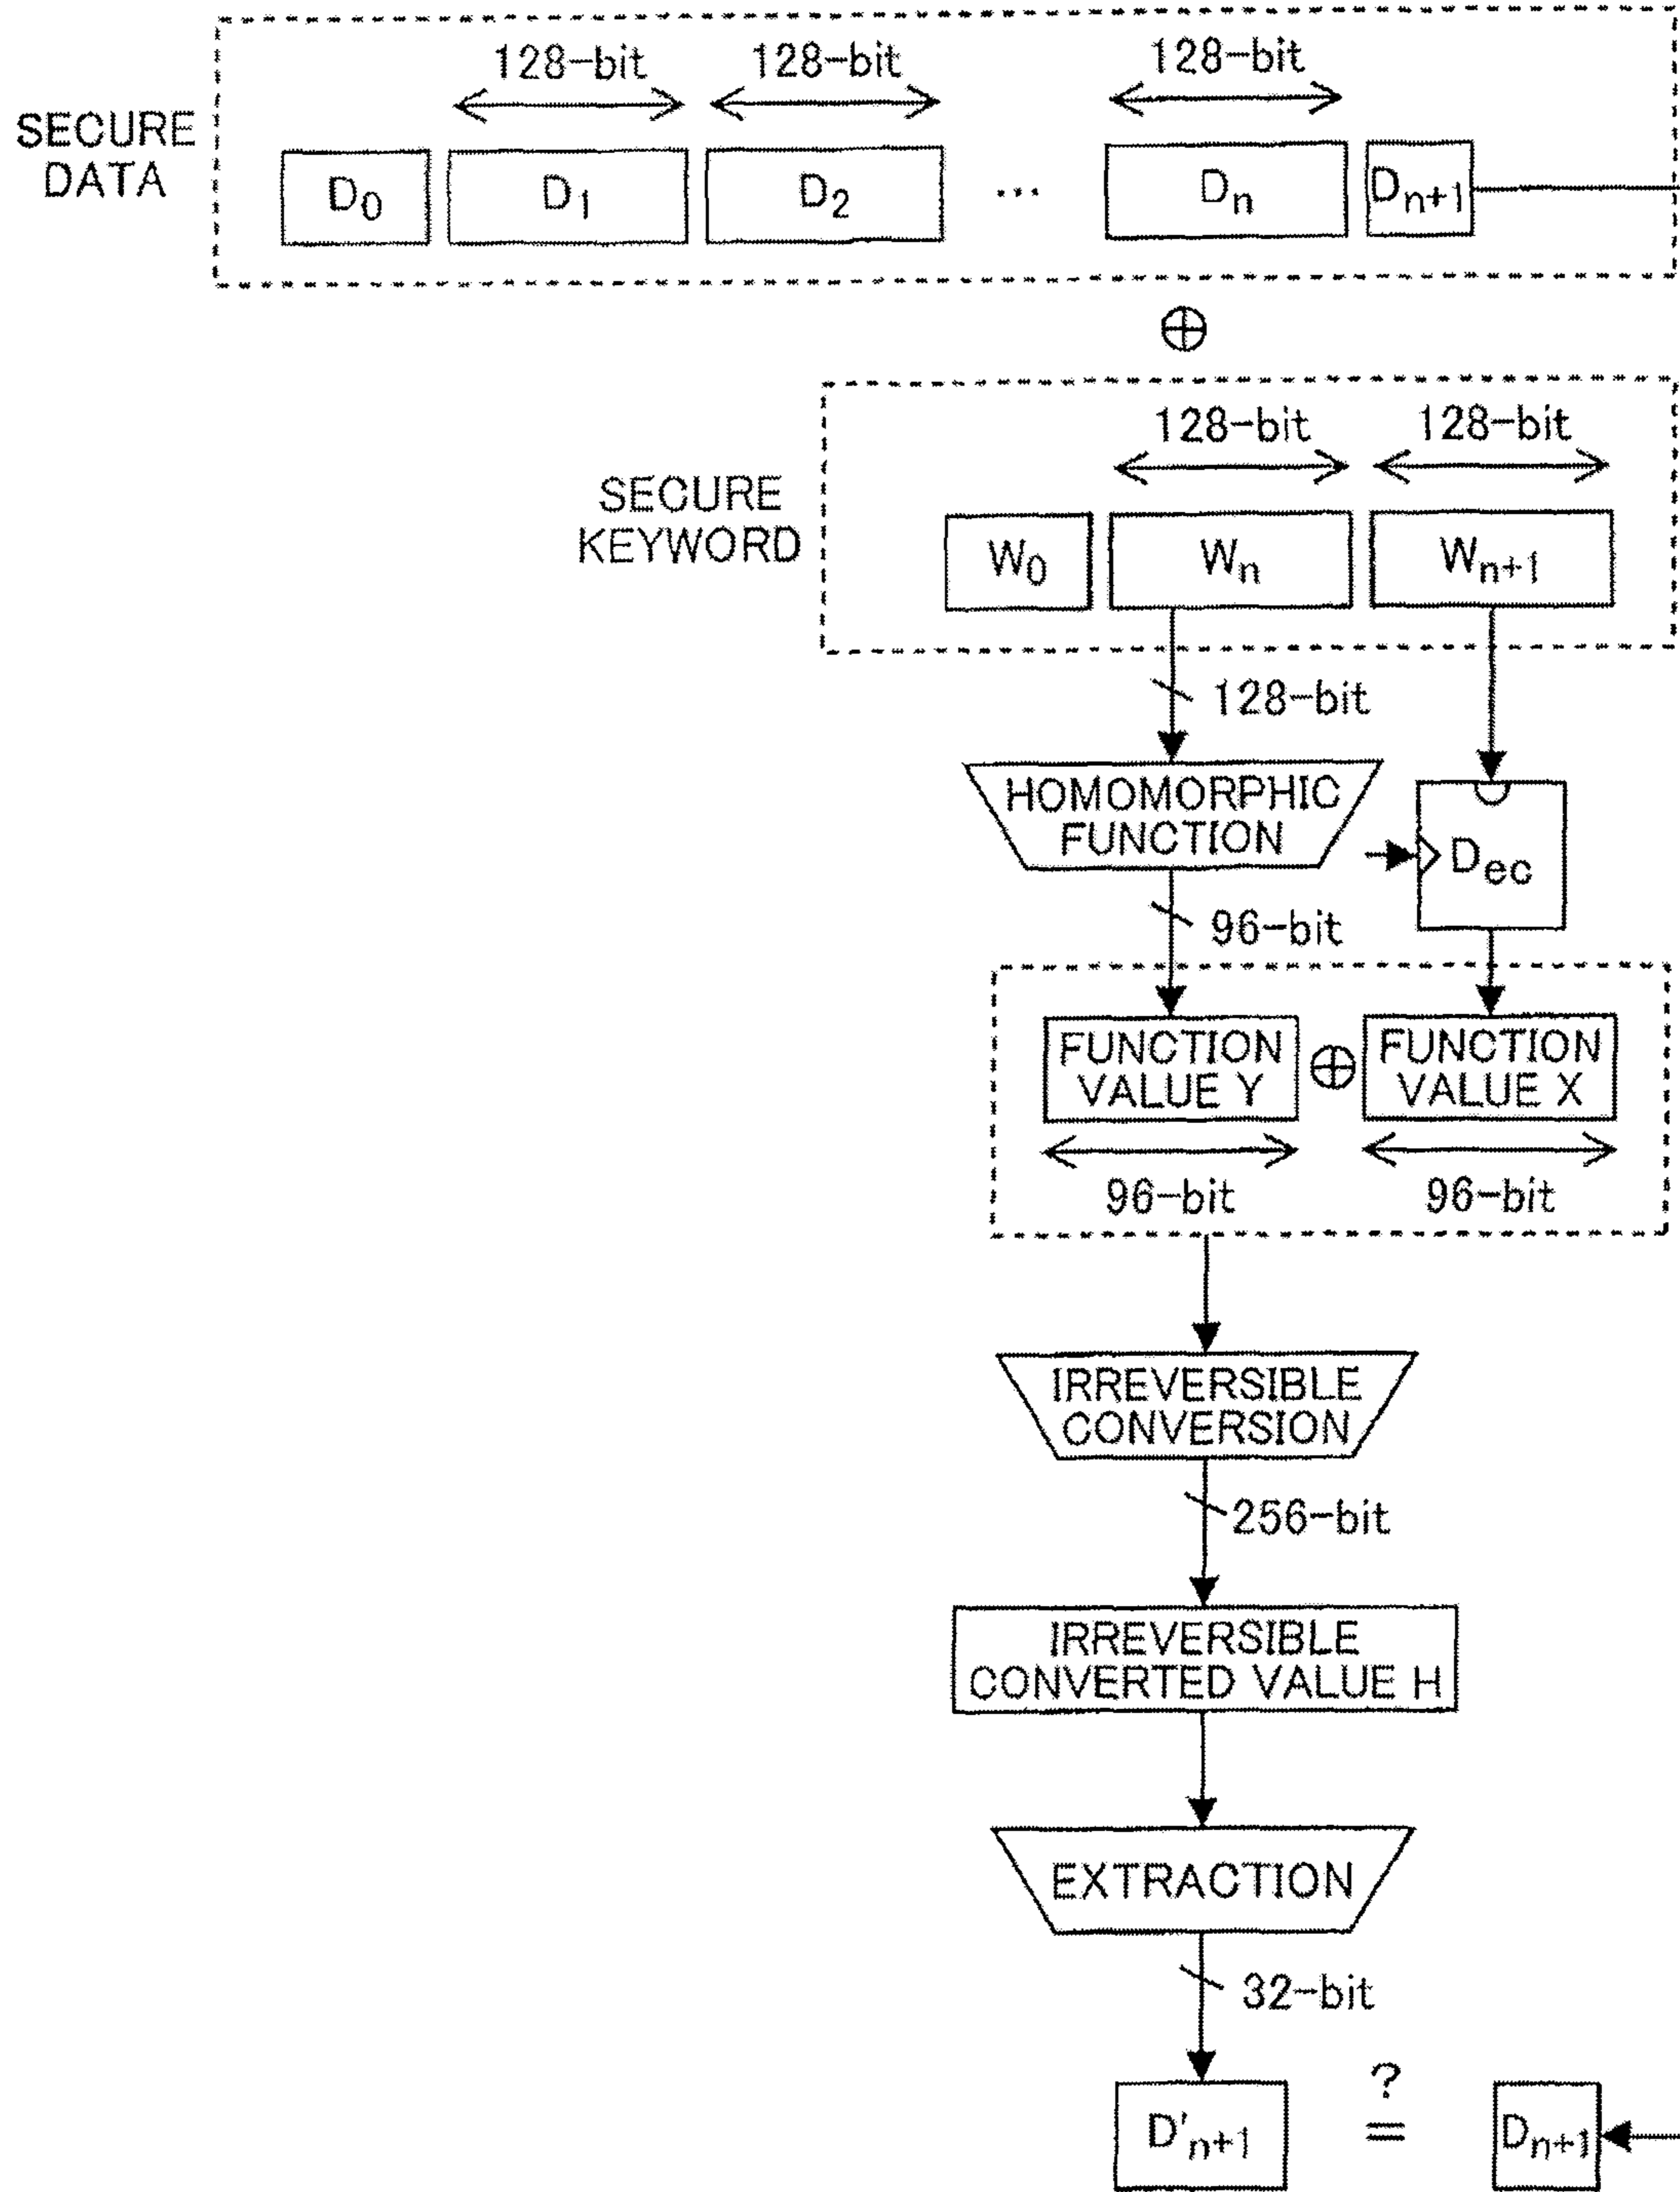 128-bit 128-bit 128-bit
SECURE
DATA
D0 D1 D2 ... Dn Dn+1
⊕
128-bit 128-bit
SECURE
KEYWORD
W0 Wn Wn+1
128-bit
HOMOMORPHIC
FUNCTION
Dec
96-bit
FUNCTION
VALUE Y
⊕
FUNCTION
VALUE X
96-bit 96-bit
IRREVERSIBLE
CONVERSION
256-bit
IRREVERSIBLE
CONVERTED VALUE H
EXTRACTION
32-bit
?
D'n+1 = Dn+1